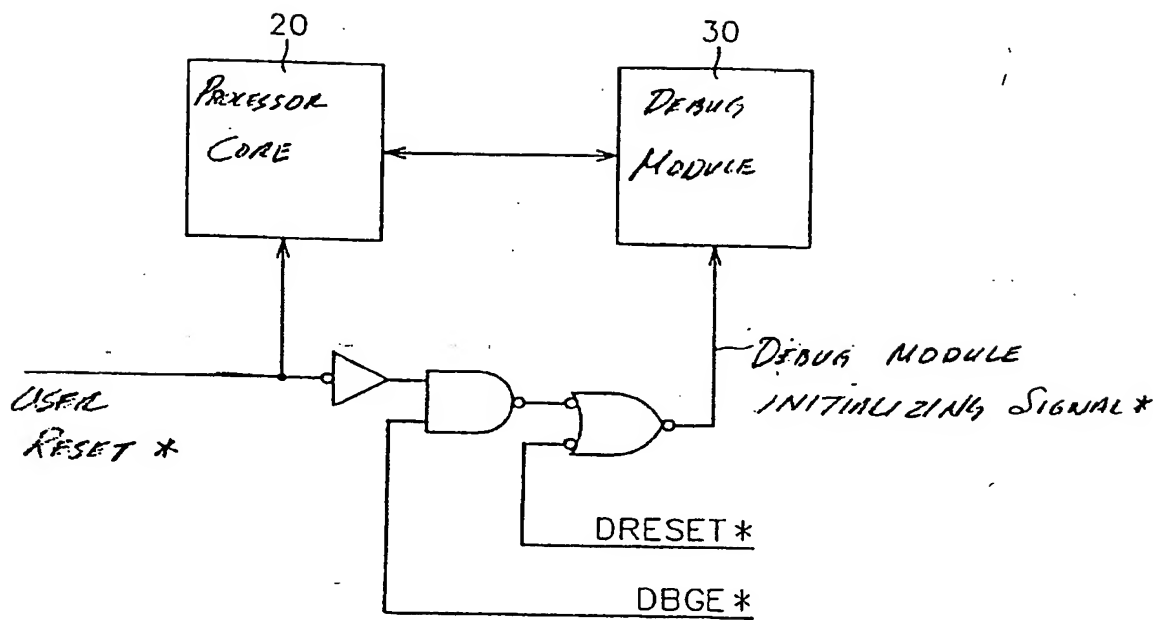 20
30
PROCESSOR
CORE
DEBUG
MODULE
USER
RESET *
DEBUG MODULE
INITIALIZING SIGNAL *
DRESET *
DBGE *